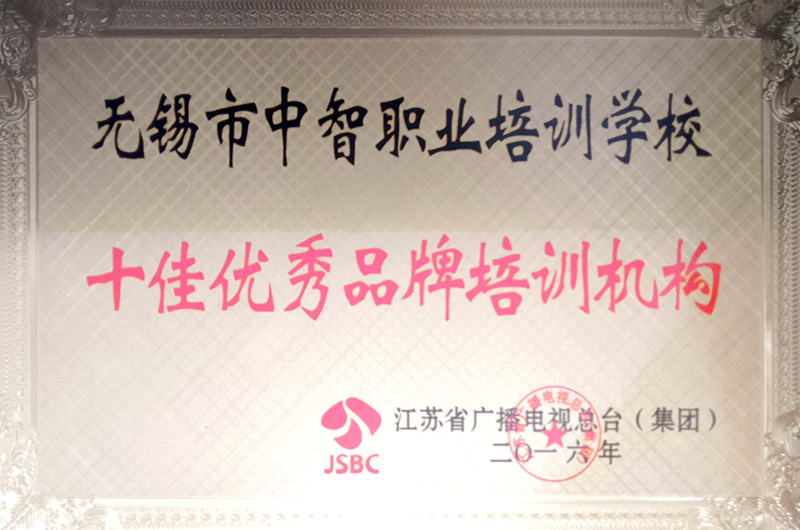 无锡市中智职业培训学校
十佳优秀品牌培训机构
JSBC
江苏省广播电视总台（集团）
二〇一六年